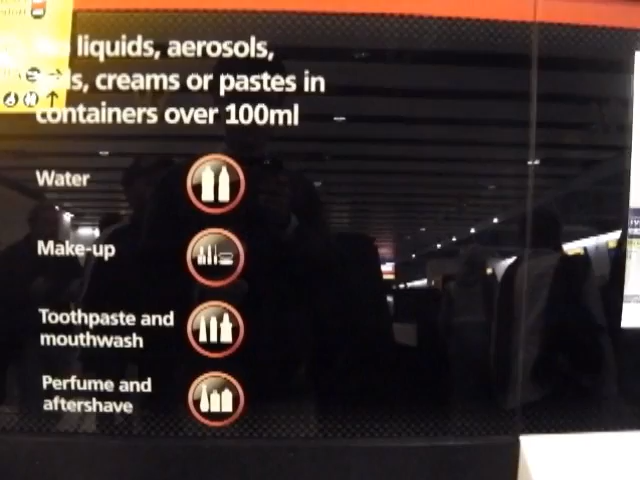 liquids, aerosols,
creams or pastes in
containers over 100ml
Water
Make-up
Toothpaste and
mouthwash
Perfume and
aftershave